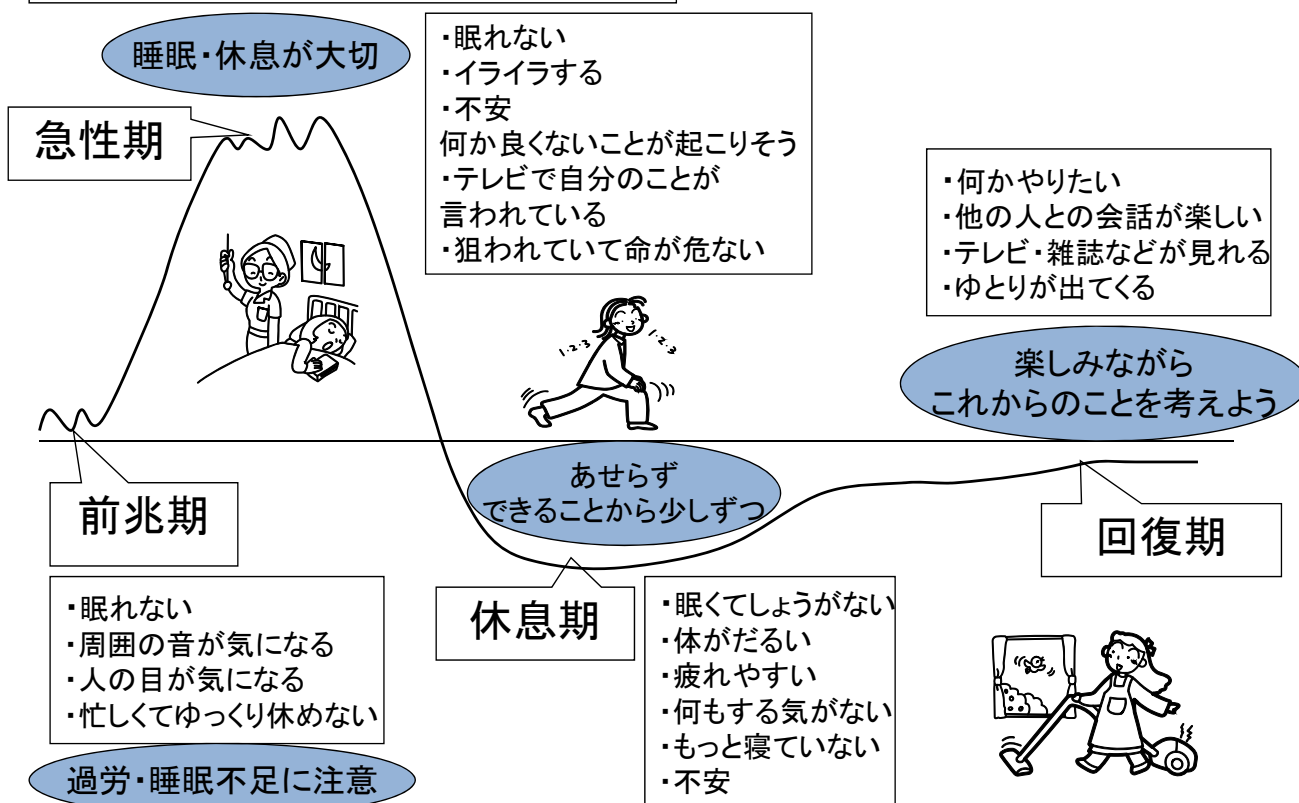 睡眠・休息が大切
急性期
・眠れない
・イライラする
・不安
何か良くないことが起こりそう
・テレビで自分のことが
言われている
・狙われていて命が危ない
・何かやりたい
・他の人との会話が楽しい
・テレビ・雑誌などが見れる
・ゆとりが出てくる
1・2・3
1・2・3
楽しみながら
これからのことを考えよう
あせらず
できることから少しずつ
前兆期
回復期
・眠れない
・周囲の音が気になる
・人の目が気になる
・忙しくてゆっくり休めない
過労・睡眠不足に注意
休息期
・眠くてしょうがない
・体がだるい
・疲れやすい
・何もする気がない
・もっと寝ていない
・不安